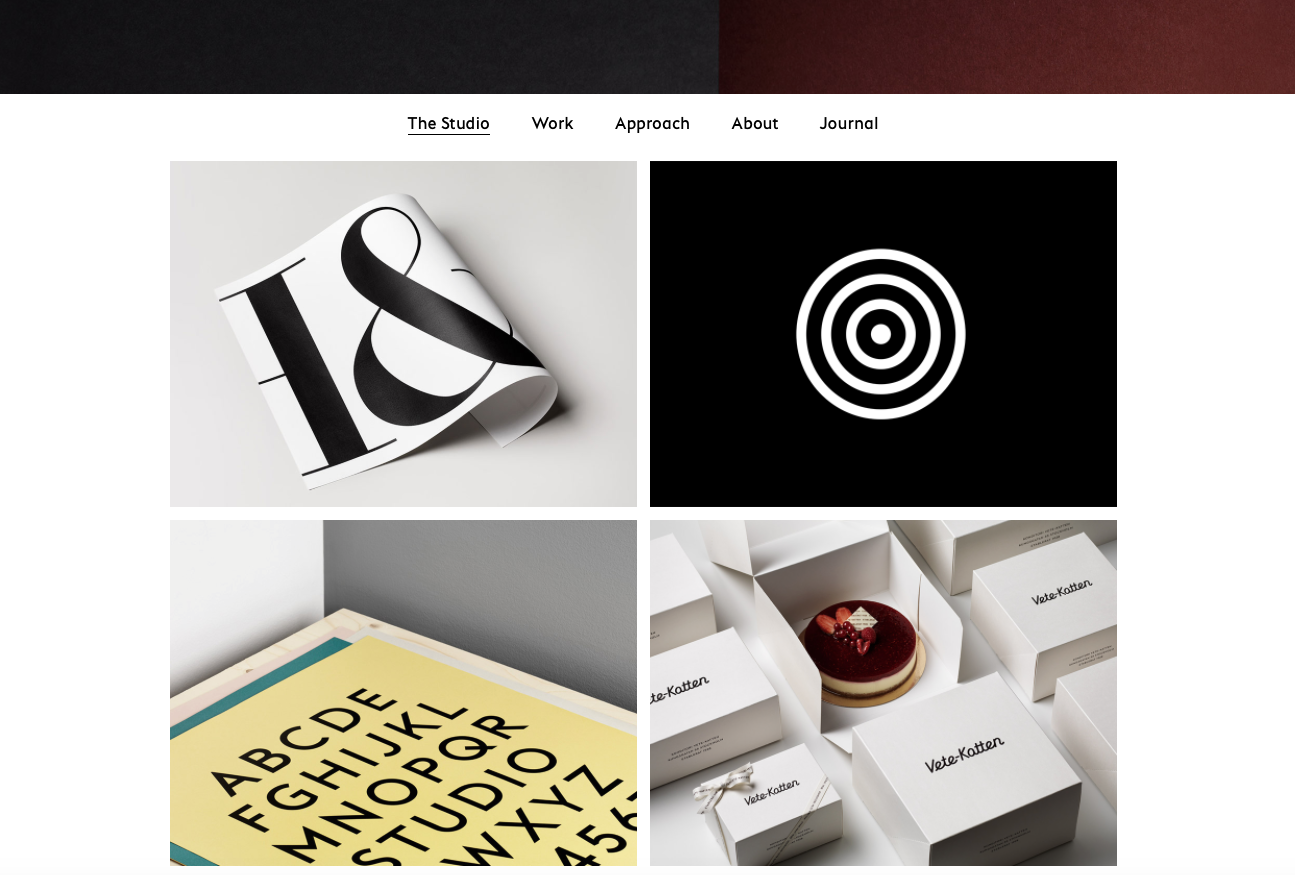 The Studio Work Approach About Journal
I&
ABCDE
FGHIJKL
MNOPQR
STUDIO
WXYZ
456
Vete-Katten
Vete-Katten
Vete-Katten
Vete-Katten